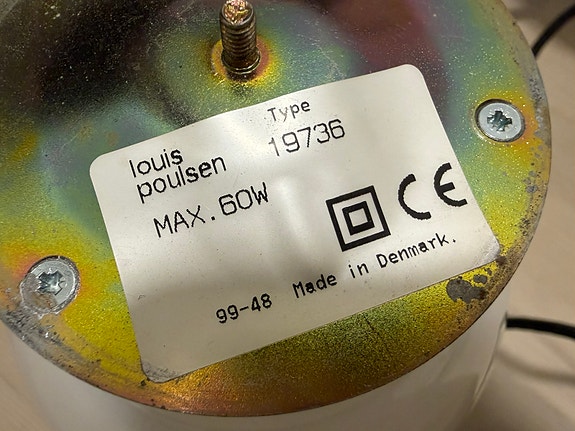 louis
poulsen
Type
19736
MAX.60W
CE
99-48 Made in Denmark.